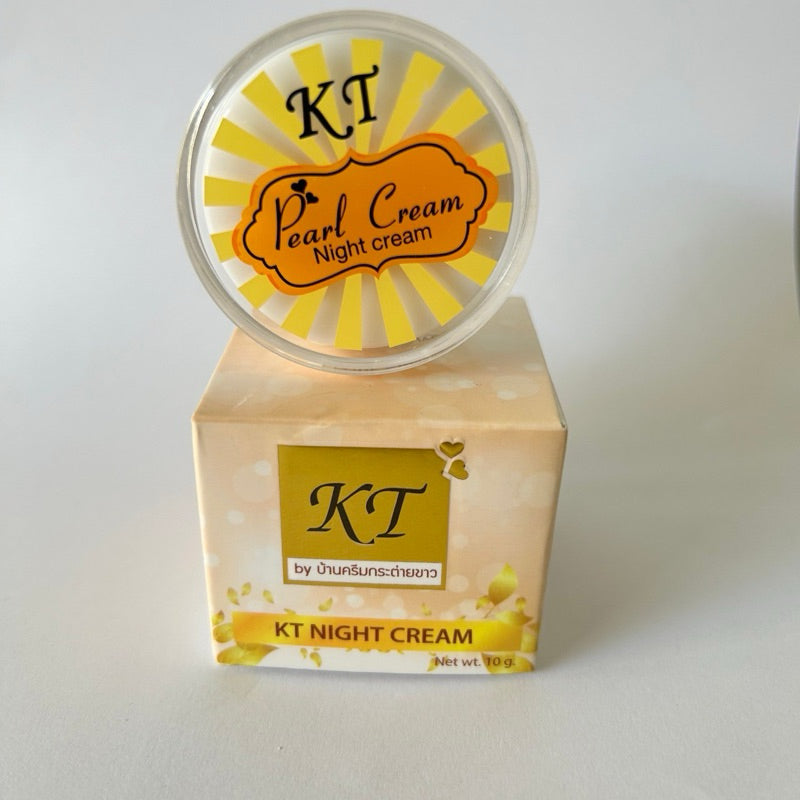 KT
Pearl Cream
Night cream
KT
by บ้านครีมกระต่ายขาว
KT NIGHT CREAM
Net wt. 10 g.